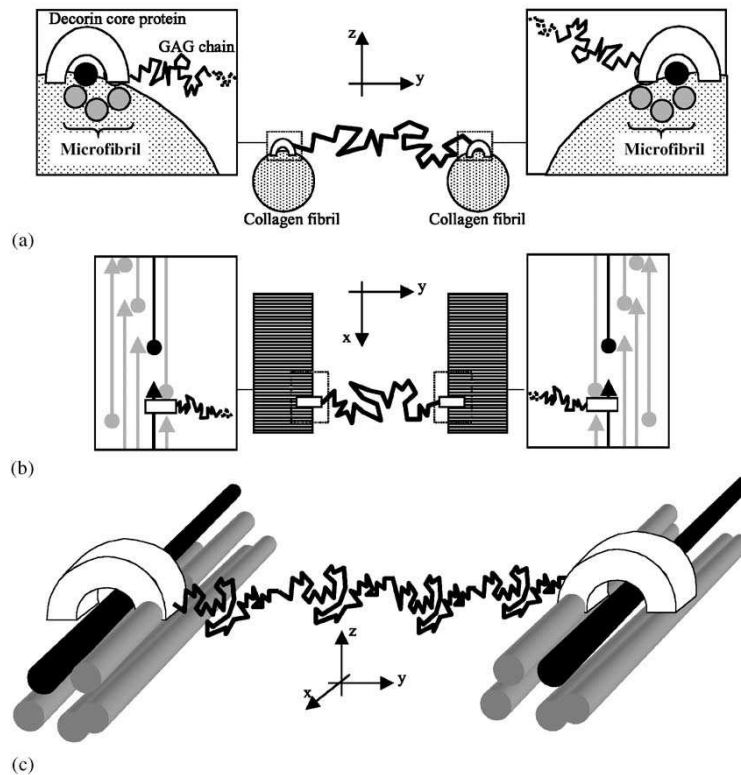 Decorin core protein
GAG chain
Microfibril
z
y
Collagen fibril
Collagen fibril
Microfibril
(a)
y
x
(b)
z
x
y
(c)